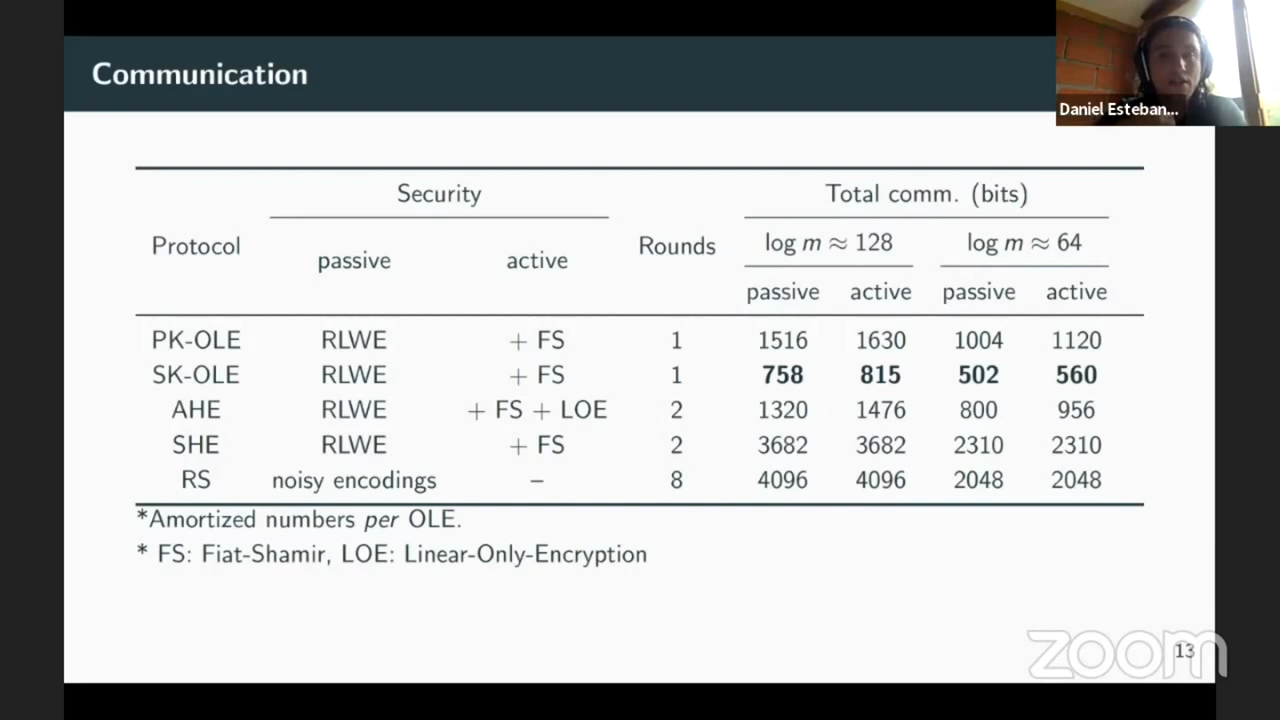 Communication
Daniel Esteban...
Security Total comm. (bits)
Protocol passive active Rounds log m ≈ 128 log m ≈ 64
passive active passive active
PK-OLE RLWE + FS 1 1516 1630 1004 1120
SK-OLE RLWE + FS 1 758 815 502 560
AHE RLWE + FS + LOE 2 1320 1476 800 956
SHE RLWE + FS 2 3682 3682 2310 2310
RS noisy encodings – 8 4096 4096 2048 2048
*Amortized numbers per OLE.
* FS: Fiat-Shamir, LOE: Linear-Only-Encryption
zoom
13